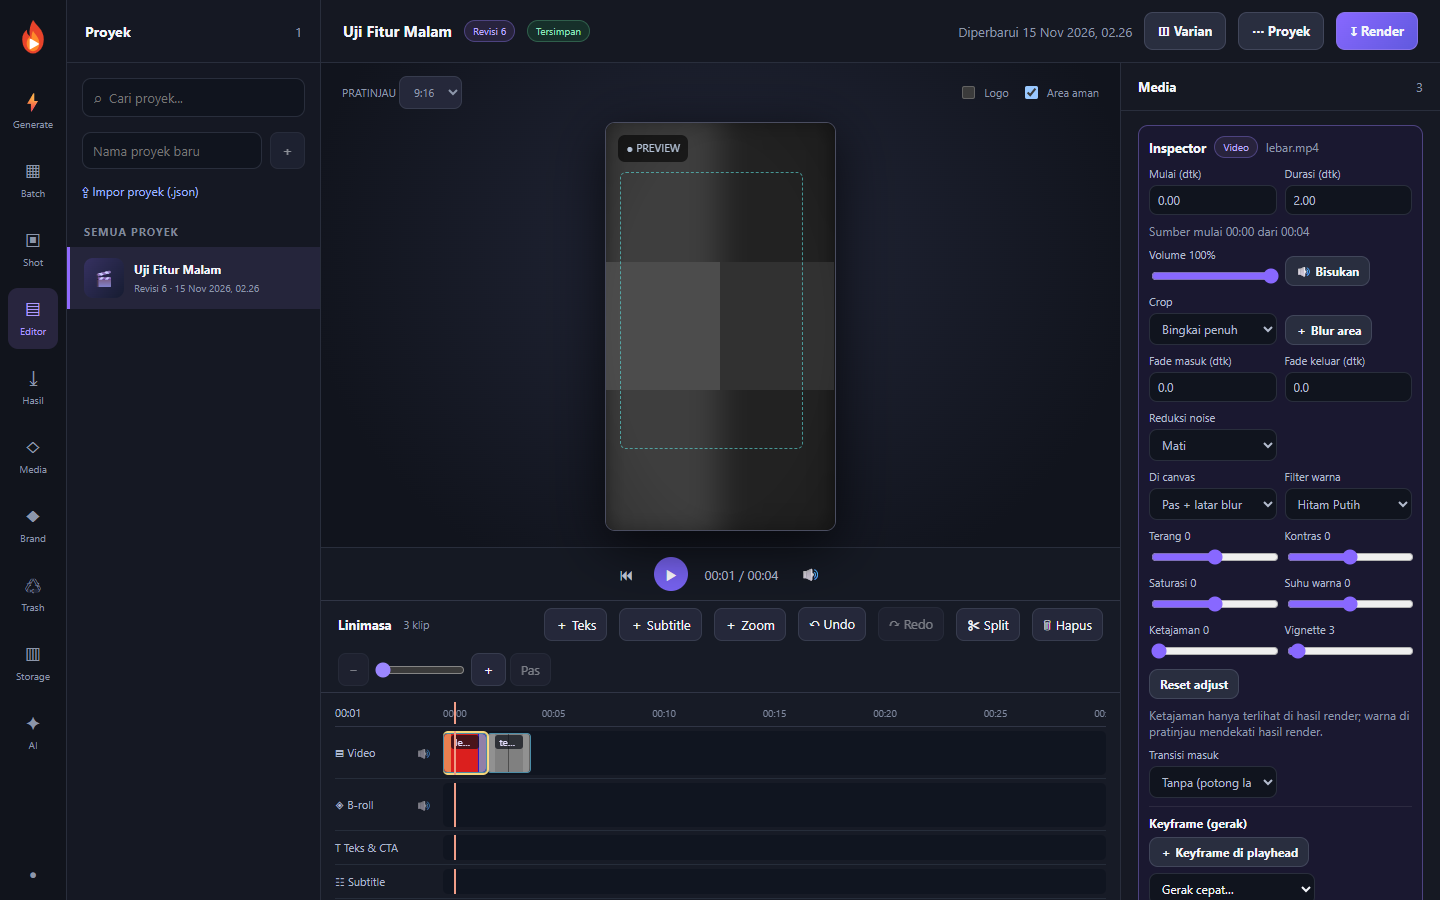 Generate
Batch
Shot
Editor
Hasil
Media
Brand
Trash
Storage
AI
Proyek 1
Cari proyek...
Nama proyek baru +
Impor proyek (.json)
SEMUA PROYEK
Uji Fitur Malam
Revisi 6 · 15 Nov 2026, 02.26
Uji Fitur Malam Revisi 6 Tersimpan
Diperbarui 15 Nov 2026, 02.26 Varian ··· Proyek Render
PRATINJAU 9:16 Logo Area aman
● PREVIEW
00:01 / 00:04
Linimasa 3 klip + Teks + Subtitle + Zoom Undo Redo Split Hapus
− + Pas
00:01 00:00 00:05 00:10 00:15 00:20 00:25 00:
Video le... te...
B-roll
T Teks & CTA
Subtitle
Media 3
Inspector Video lebar.mp4
Mulai (dtk) Durasi (dtk)
0.00 2.00
Sumber mulai 00:00 dari 00:04
Volume 100%
Bisukan
Crop
Bingkai penuh + Blur area
Fade masuk (dtk) Fade keluar (dtk)
0.0 0.0
Reduksi noise
Mati
Di canvas Filter warna
Pas + latar blur Hitam Putih
Terang 0 Kontras 0
Saturasi 0 Suhu warna 0
Ketajaman 0 Vignette 3
Reset adjust
Ketajaman hanya terlihat di hasil render; warna di
pratinjau mendekati hasil render.
Transisi masuk
Tanpa (potong la
Keyframe (gerak)
+ Keyframe di playhead
Gerak cepat...